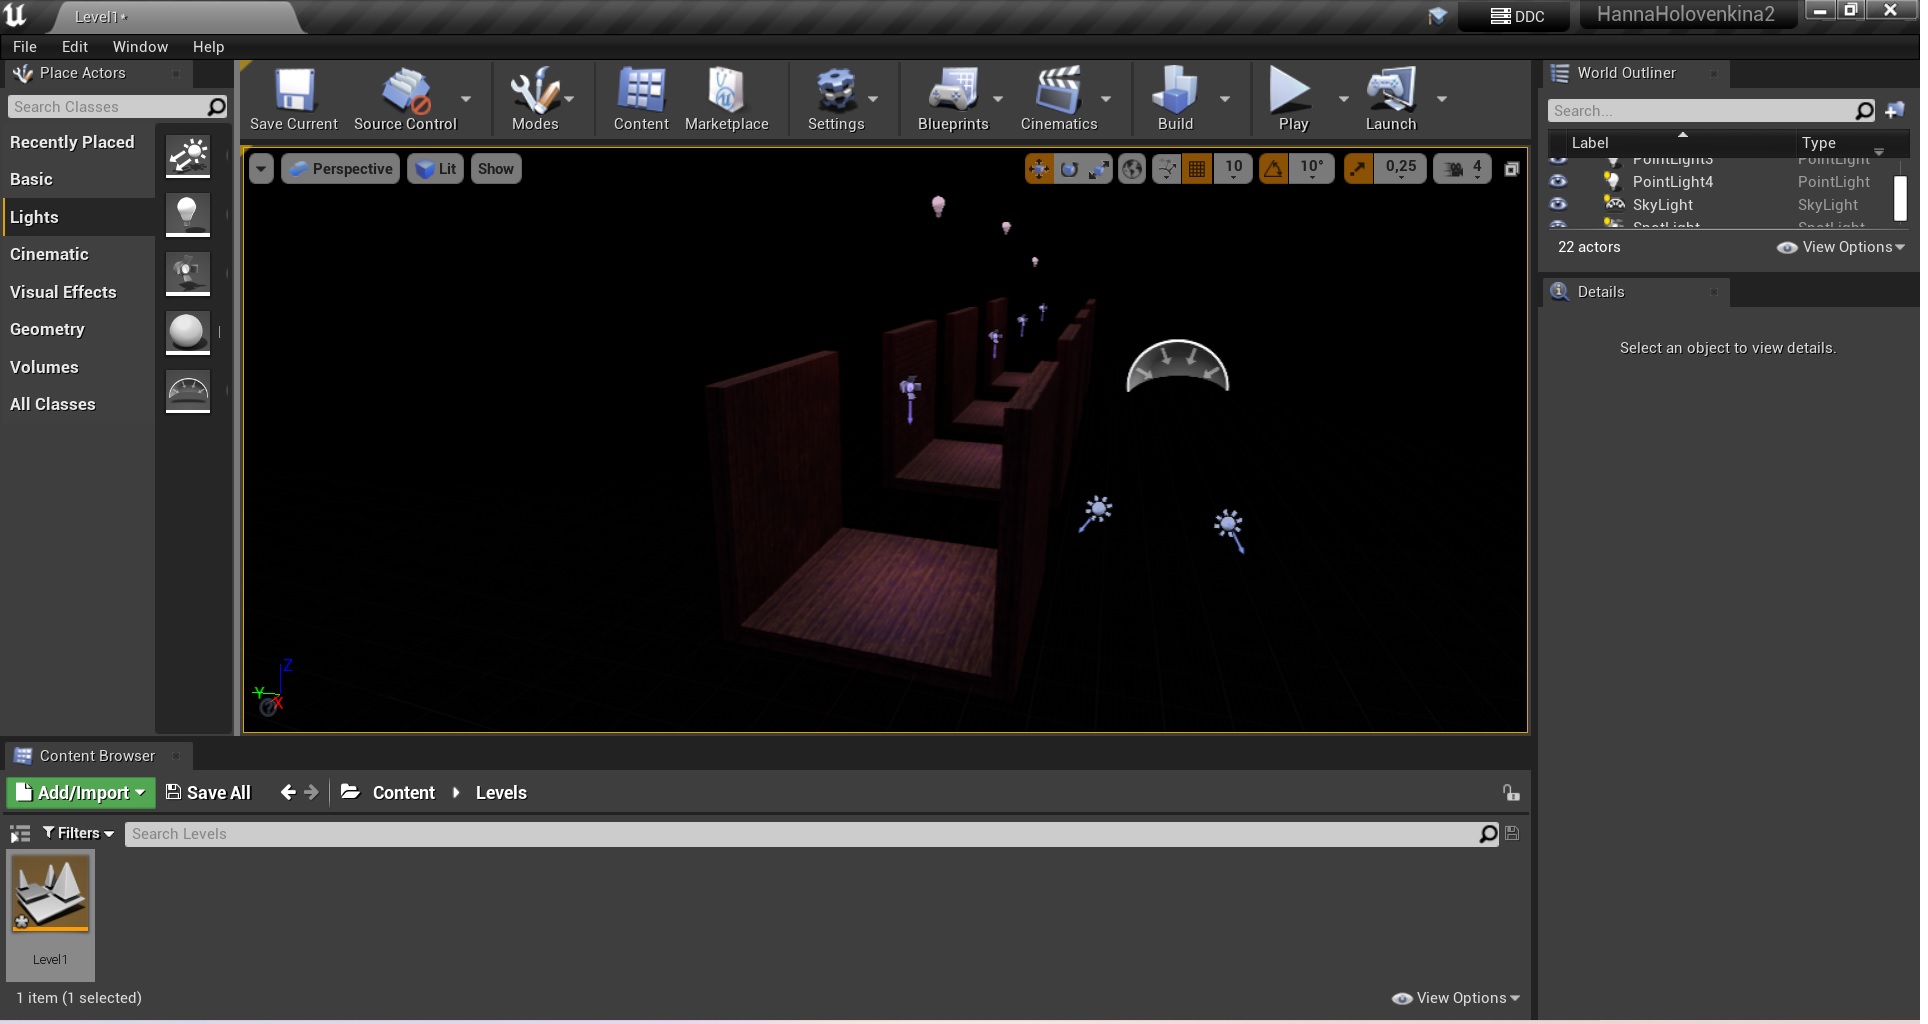 Level1*
DDC
HannaHolovenkina2
File Edit Window Help
Place Actors
Search Classes
Recently Placed
Basic
Lights
Cinematic
Visual Effects
Geometry
Volumes
All Classes
Save Current
Source Control
Modes
Content
Marketplace
Settings
Blueprints
Cinematics
Build
Play
Launch
Perspective
Lit
Show
10
10°
0,25
4
Z
Y
X
World Outliner
Search...
Label Type
PointLight3 PointLight
PointLight4 PointLight
SkyLight SkyLight
SpotLight SpotLight
22 actors
View Options
Details
Select an object to view details.
Content Browser
Add/Import
Save All
Content
Levels
Filters
Search Levels
Level1
1 item (1 selected)
View Options